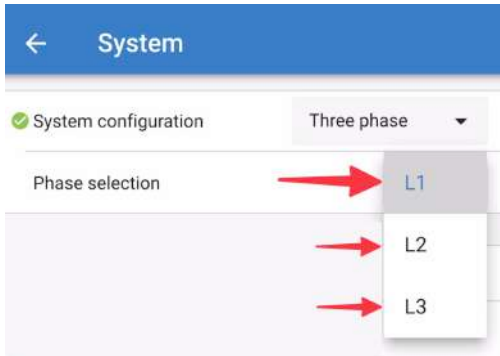 System
System configuration Three phase
Phase selection L1
L2
L3